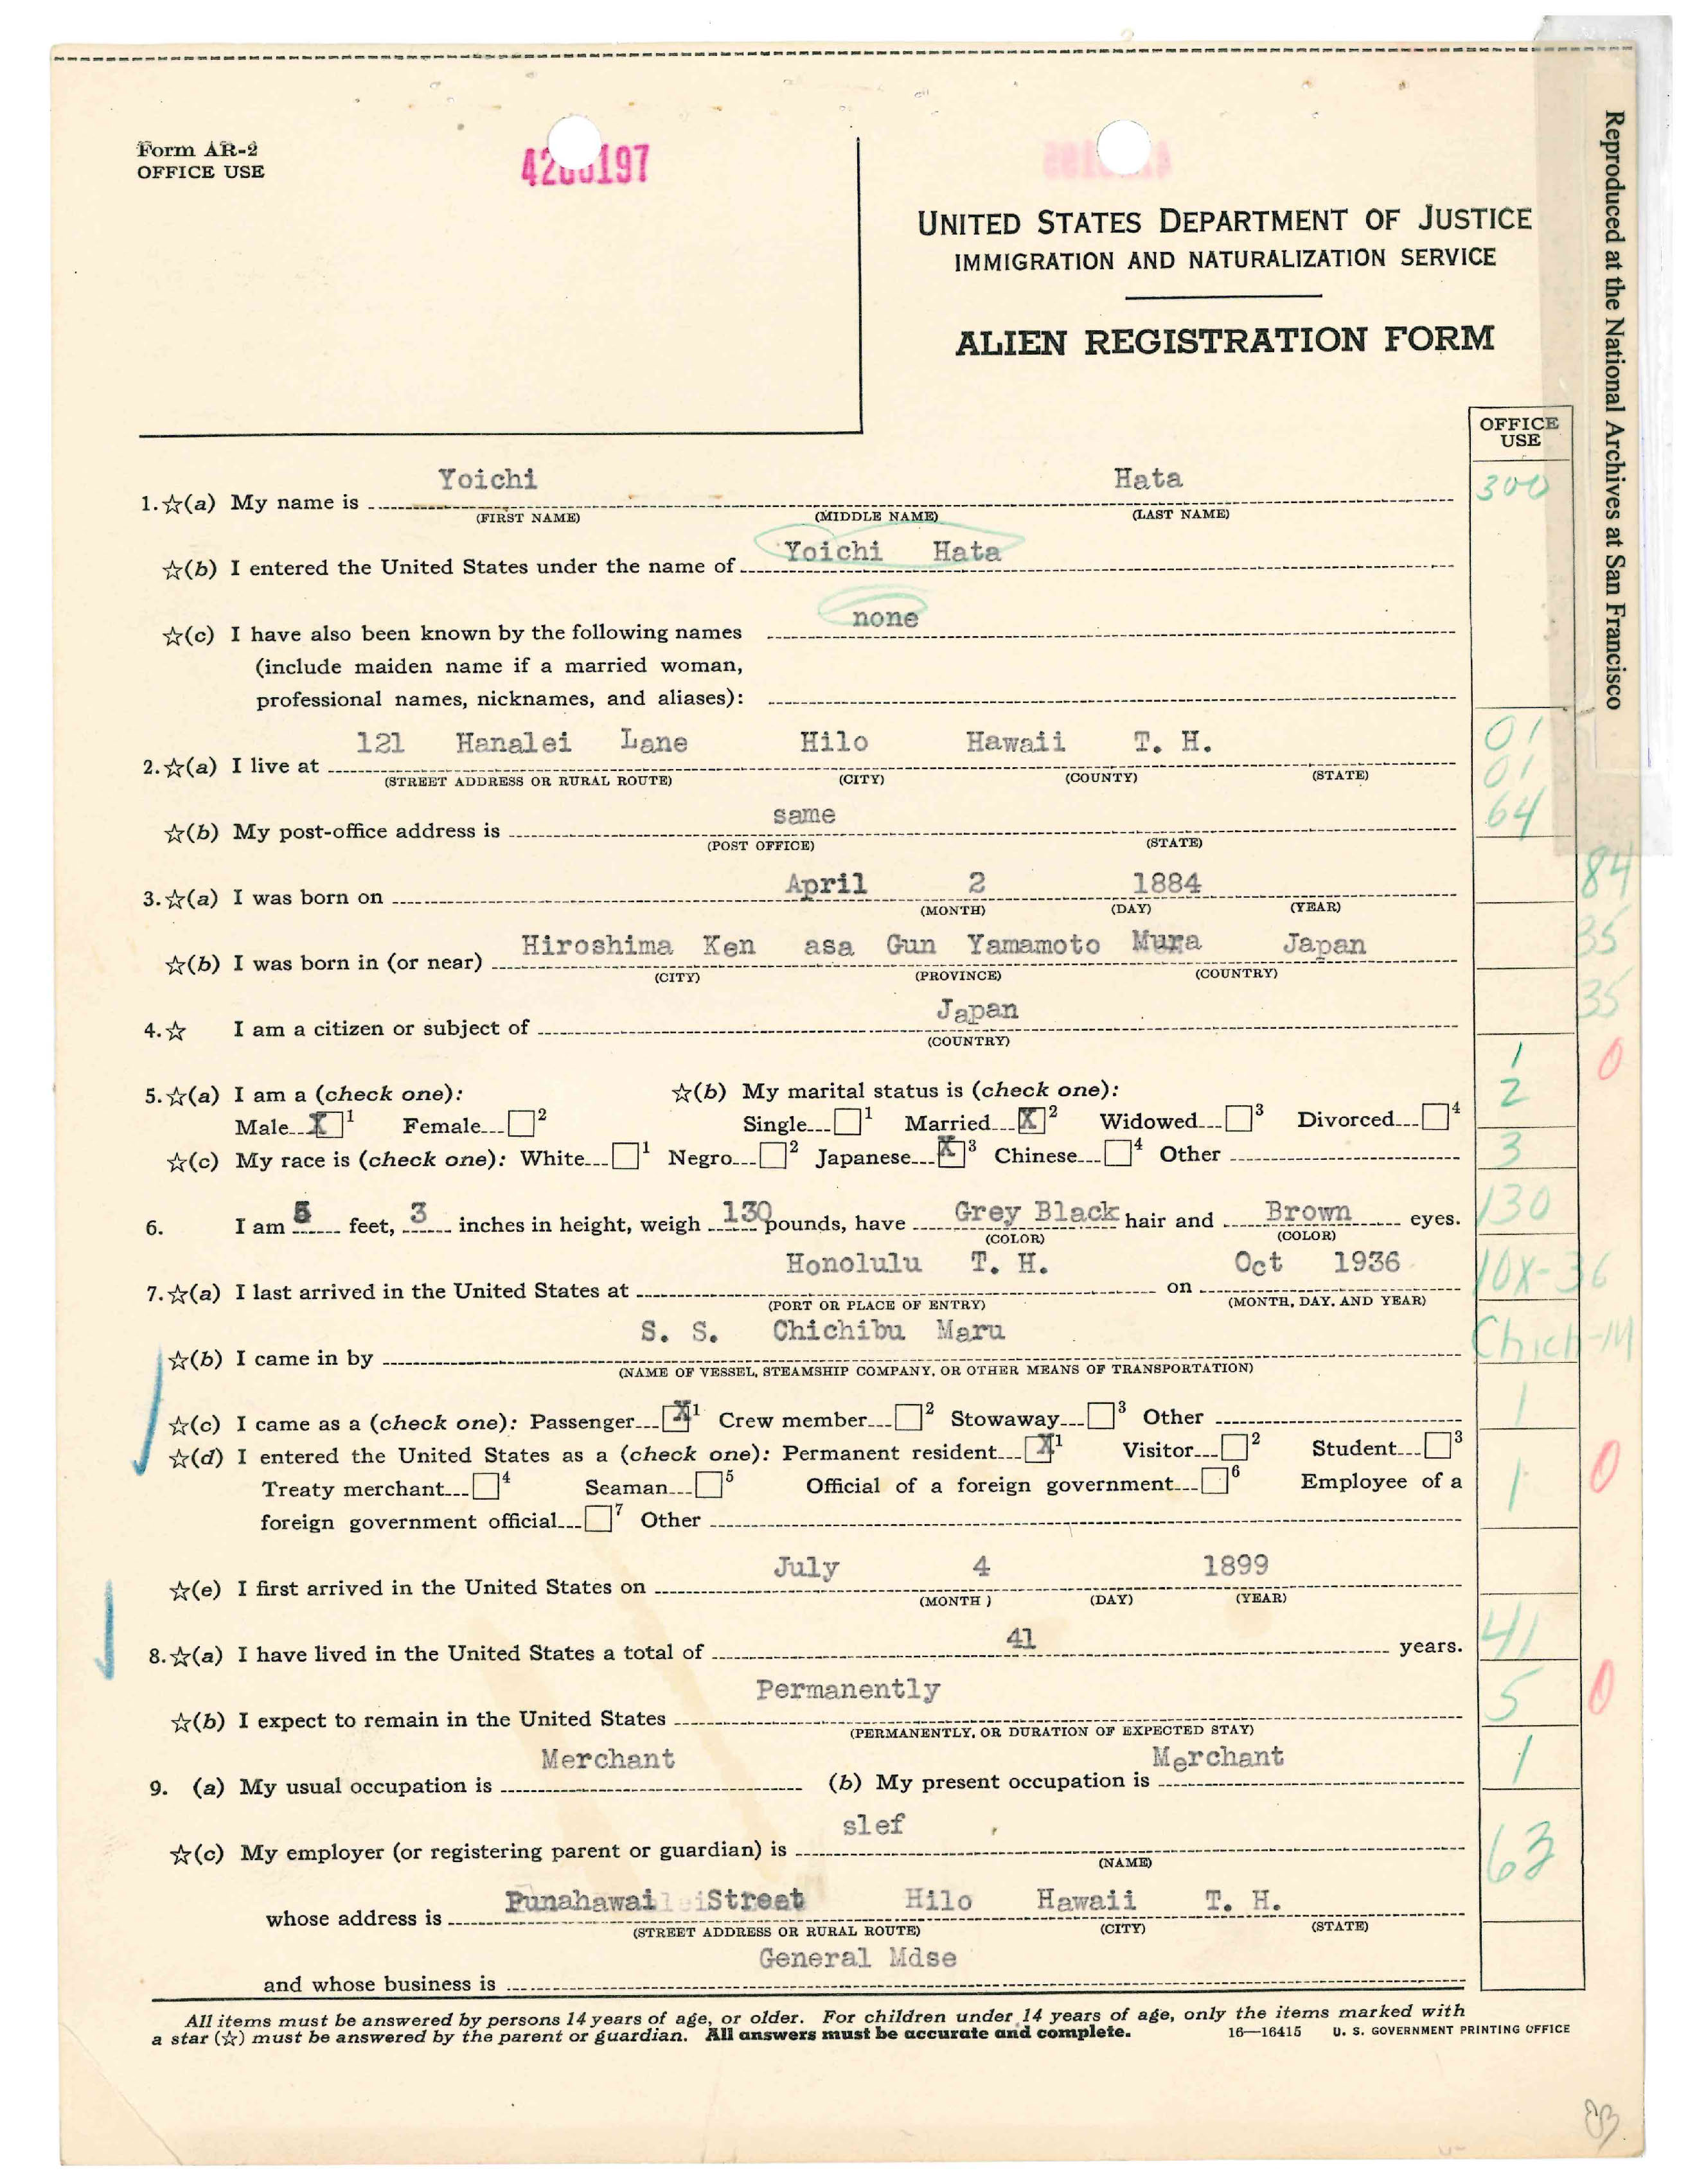 Form AR-2
OFFICE USE
197
UNITED STATES DEPARTMENT OF JUSTICE
IMMIGRATION AND NATURALIZATION SERVICE
ALIEN REGISTRATION FORM
Reproduced at the National Archives at San Francisco
OFFICE
USE
Yoichi Hata
1. ☆(a) My name is
300
(FIRST NAME) (MIDDLE NAME) (LAST NAME)
Yoichi Hata
☆(b) I entered the United States under the name of
none
☆(c) I have also been known by the following names
(include maiden name if a married woman,
professional names, nicknames, and aliases):
121 Hanalei Lane Hilo Hawaii T. H.
01
2. ☆(a) I live at
01
(STREET ADDRESS OR RURAL ROUTE) (CITY) (COUNTY) (STATE)
same
64
☆(b) My post-office address is
(POST OFFICE) (STATE)
April 2 1884
84
3. ☆(a) I was born on
(MONTH) (DAY) (YEAR)
Hiroshima Ken asa Gun Yamamoto Mura Japan
35
☆(b) I was born in (or near)
(CITY) (PROVINCE) (COUNTRY)
Japan
35
4. ☆ I am a citizen or subject of
(COUNTRY)
1 0
5. ☆(a) I am a (check one): ☆(b) My marital status is (check one):
2
Male X 1 Female 2 Single 1 Married X 2 Widowed 3 Divorced 4
☆(c) My race is (check one): White 1 Negro 2 Japanese X 3 Chinese 4 Other
3
6. I am 5 feet, 3 inches in height, weigh 130 pounds, have Grey Black hair and Brown eyes.
130
(COLOR) (COLOR)
Honolulu T. H. Oct 1936
10X-36
7. ☆(a) I last arrived in the United States at on
(PORT OR PLACE OF ENTRY) (MONTH, DAY, AND YEAR)
S. S. Chichibu Maru
Chich-M
☆(b) I came in by
(NAME OF VESSEL, STEAMSHIP COMPANY, OR OTHER MEANS OF TRANSPORTATION)
☆(c) I came as a (check one): Passenger X 1 Crew member 2 Stowaway 3 Other
1
☆(d) I entered the United States as a (check one): Permanent resident X 1 Visitor 2 Student 3
Treaty merchant 4 Seaman 5 Official of a foreign government 6 Employee of a
1 0
foreign government official 7 Other
July 4 1899
☆(e) I first arrived in the United States on
(MONTH) (DAY) (YEAR)
41
8. ☆(a) I have lived in the United States a total of years.
41
Permanently
5 0
☆(b) I expect to remain in the United States
(PERMANENTLY, OR DURATION OF EXPECTED STAY)
Merchant Merchant
1
9. (a) My usual occupation is (b) My present occupation is
slef
☆(c) My employer (or registering parent or guardian) is
63
(NAME)
Punahawai Street Hilo Hawaii T. H.
whose address is
(STREET ADDRESS OR RURAL ROUTE) (CITY) (STATE)
General Mdse
and whose business is
All items must be answered by persons 14 years of age, or older. For children under 14 years of age, only the items marked with
a star (☆) must be answered by the parent or guardian. All answers must be accurate and complete. 16—16415 U. S. GOVERNMENT PRINTING OFFICE